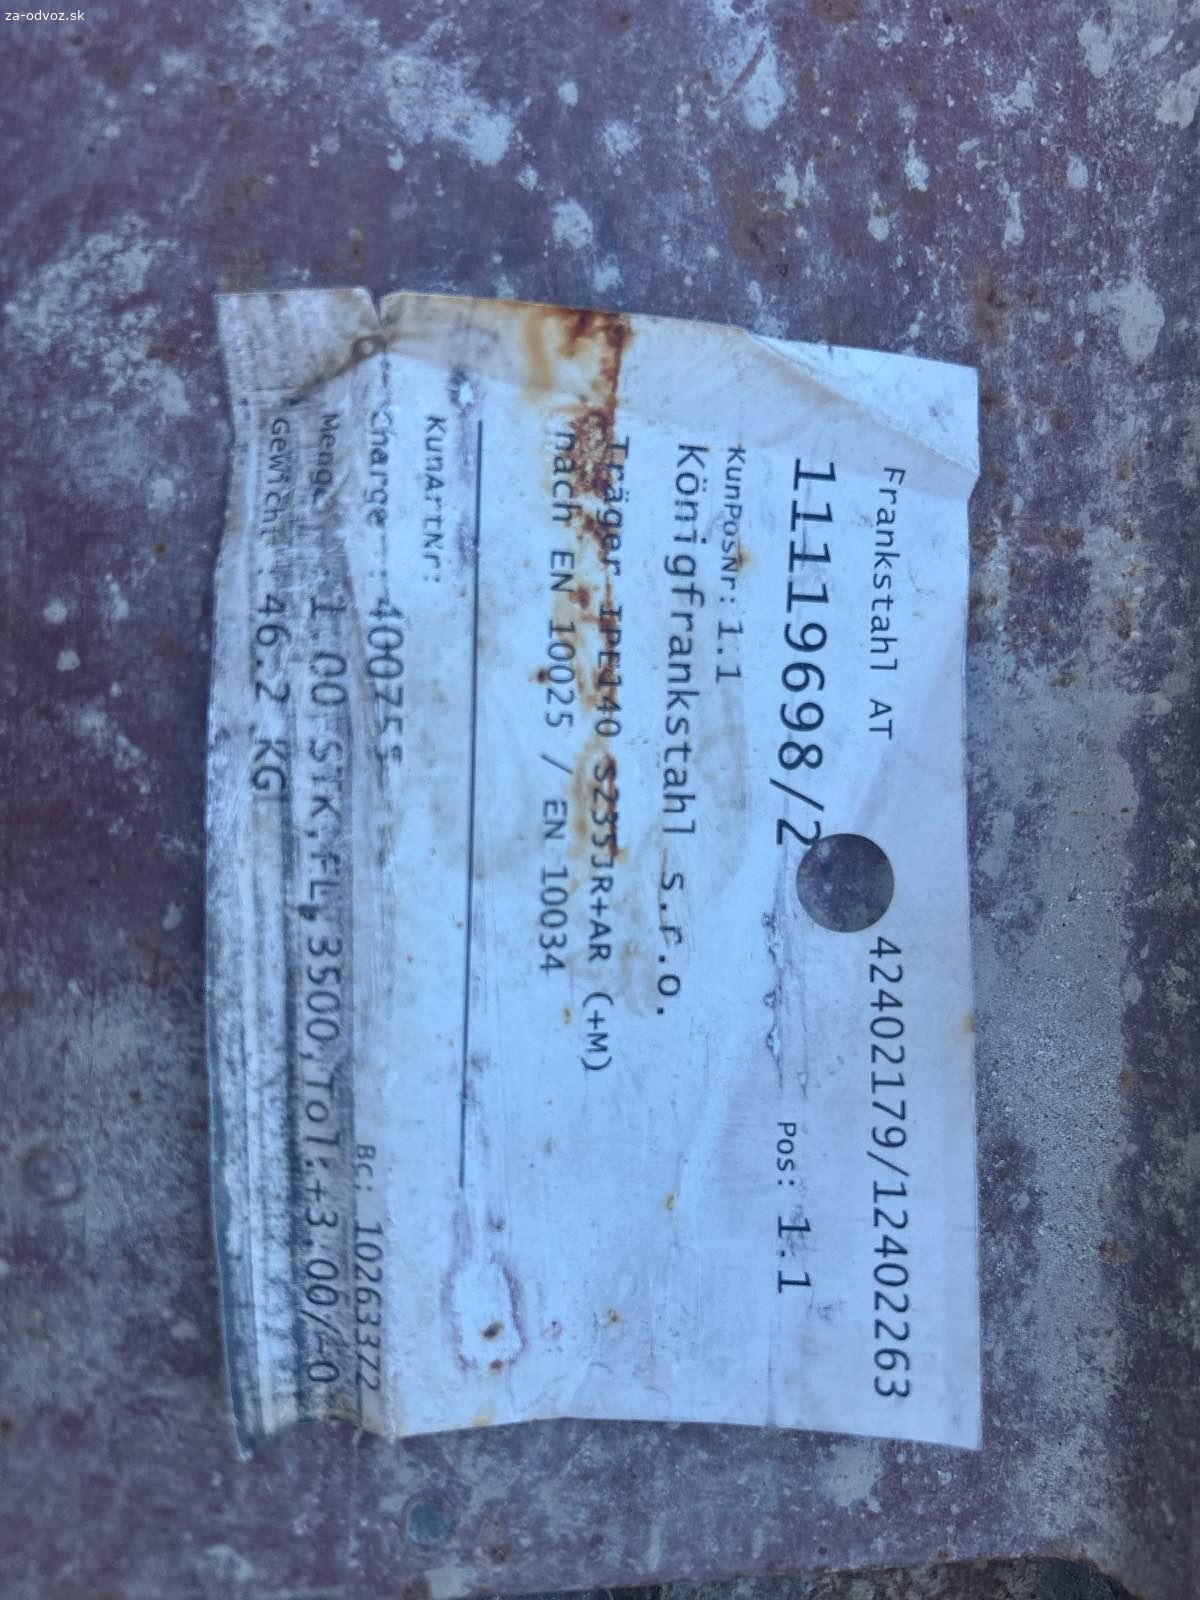 za-odvoz.sk
Frankstahl AT 42402179/12402263
11119698/2 Pos: 1.1
KunPosNr: 1.1
Königfrankstahl s.r.o.
Träger IPE140 S235JR+AR (+M)
nach EN 10025 / EN 10034
KunArtNr:
Charge : 400755 BC: 10263372
Menge : 1.00 STK,FL,3500,Tol.+3.00/-0
Gewicht : 46.2 KG